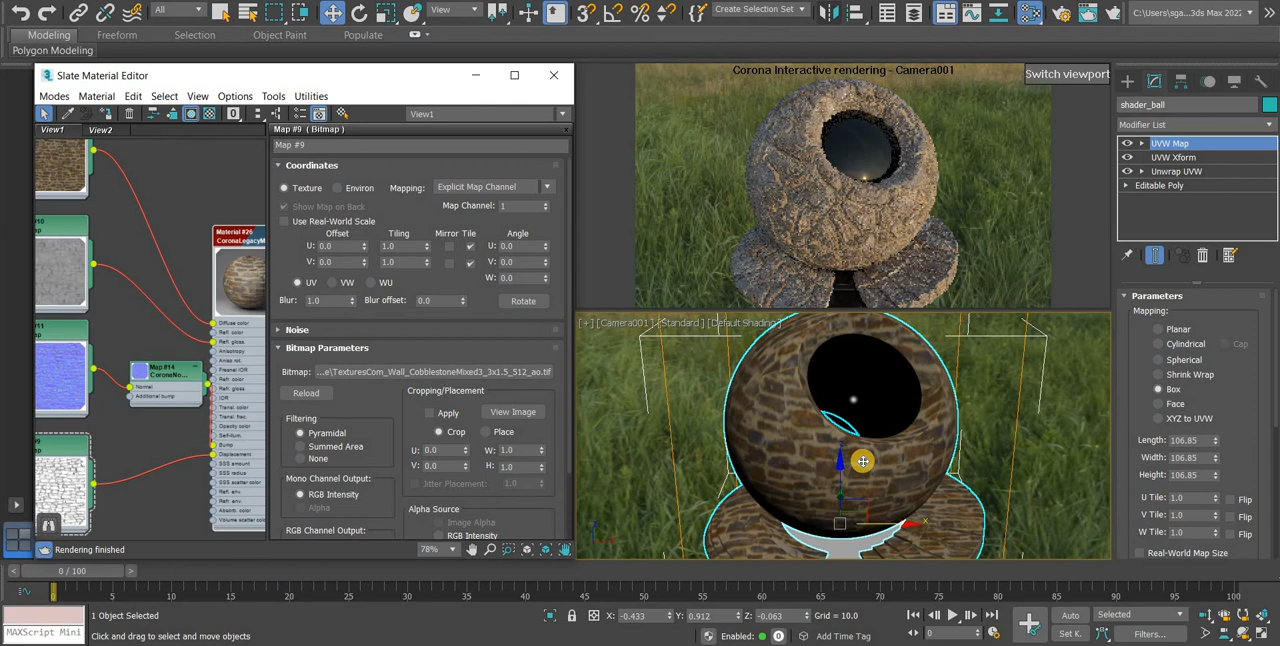 All
View
Create Selection Set
C:\Users\sga...3ds Max 2022
Modeling Freeform Selection Object Paint Populate
Polygon Modeling
Slate Material Editor
Modes Material Edit Select View Options Tools Utilities
View1
View1 View2
Map #9 ( Bitmap )
Map #9
Coordinates
Texture Environ Mapping: Explicit Map Channel
Show Map on Back Map Channel: 1
Use Real-World Scale
Offset Tiling Mirror Tile Angle
U: 0.0 1.0 U: 0.0
V: 0.0 1.0 V: 0.0
W: 0.0
UV VW WU
Blur: 1.0 Blur offset: 0.0 Rotate
Noise
Bitmap Parameters
Bitmap: ...e\TexturesCom_Wall_CobblestoneMixed3_3x1.5_512_ao.tif
Reload
Cropping/Placement
Apply View Image
Crop Place
U: 0.0 W: 1.0
V: 0.0 H: 1.0
Jitter Placement: 1.0
Filtering
Pyramidal
Summed Area
None
Mono Channel Output:
RGB Intensity
Alpha
RGB Channel Output:
Alpha Source
Image Alpha
RGB Intensity
Material #26
CoronaLegacyM...
Diffuse color
Refl. color
Refl. gloss
Anisotropy
Aniso rot.
Fresnel IOR
Refr. color
Refr. gloss
IOR
Transl. color
Transl. frac.
Opacity color
Self-Illum.
Bump
Displacement
SSS amount
SSS radius
SSS scatter color
Refl. env.
Refr. env.
Absorb. color
Volume scatter color
Map #14
CoronaNo...
Normal
Additional bump
Rendering finished
78%
Corona Interactive rendering - Camera001
Switch viewport
[+] [Camera001] [Standard] [Default Shading]
x
shader_ball
Modifier List
UVW Map
UVW Xform
Unwrap UVW
Editable Poly
Parameters
Mapping:
Planar
Cylindrical Cap
Spherical
Shrink Wrap
Box
Face
XYZ to UVW
Length: 106.85
Width: 106.85
Height: 106.85
U Tile: 1.0 Flip
V Tile: 1.0 Flip
W Tile: 1.0 Flip
Real-World Map Size
0 / 100
0 5 10 15 20 25 30 35 40 45 50 55 60 65 70 75 80 85 90 95 100
1 Object Selected
X: -0.433 Y: 0.912 Z: -0.063 Grid = 10.0
Auto Selected
MAXScript Mini
Click and drag to select and move objects
Enabled: 0 Add Time Tag
0
Set K. Filters...